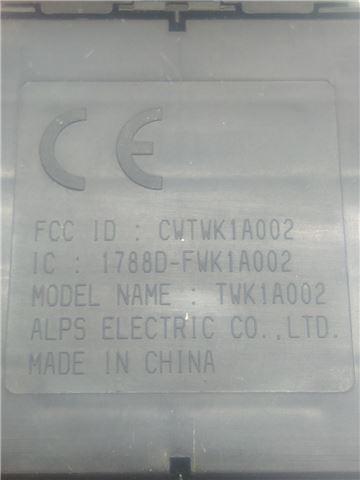 CE
FCC ID : CWTWK1A002
IC : 1788D-FWK1A002
MODEL NAME : TWK1A002
ALPS ELECTRIC CO.,LTD.
MADE IN CHINA